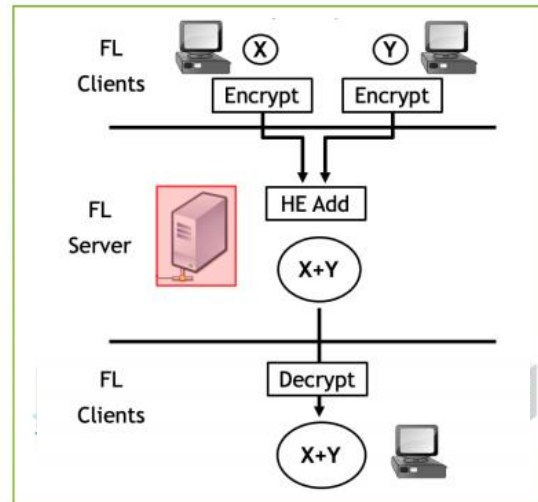 FL
Clients
X
Y
Encrypt
Encrypt
FL
Server
HE Add
X+Y
FL
Clients
Decrypt
X+Y